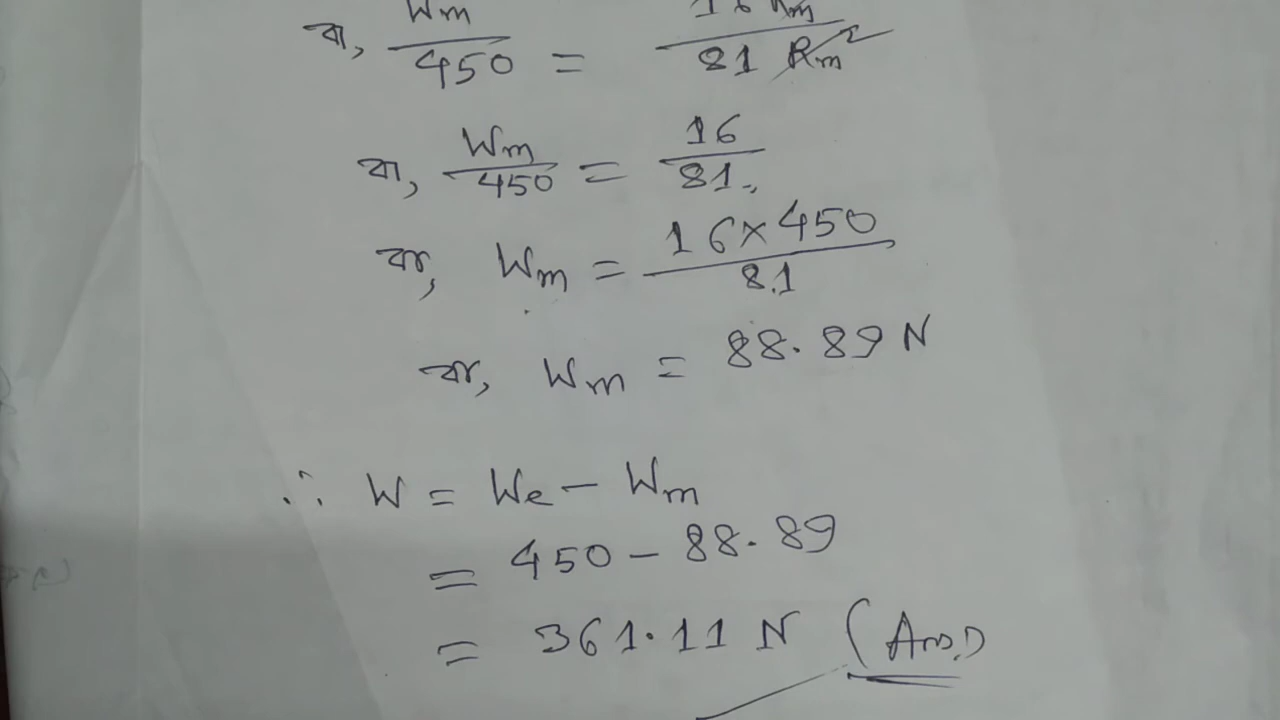 বা, Wm/450 = 16 Rm/81 Rm²
বা, Wm/450 = 16/81
বা, Wm = 16×450/81
বা, Wm = 88.89 N
∴ W = We − Wm
= 450 − 88.89
= 361.11 N (Ans.)